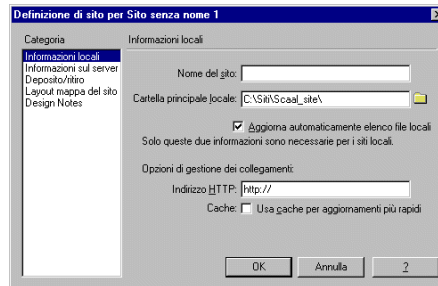 Definizione di sito per Sito senza nome 1
Categoria
Informazioni locali
Informazioni sul server
Deposito/ritiro
Layout mappa del sito
Design Notes
Informazioni locali
Nome del sito:
Cartella principale locale: C:\Siti\Scaal_site\
Aggiorna automaticamente elenco file locali
Solo queste due informazioni sono necessarie per i siti locali.
Opzioni di gestione dei collegamenti:
Indirizzo HTTP: http://
Cache: Usa cache per aggiornamenti più rapidi
OK Annulla ?